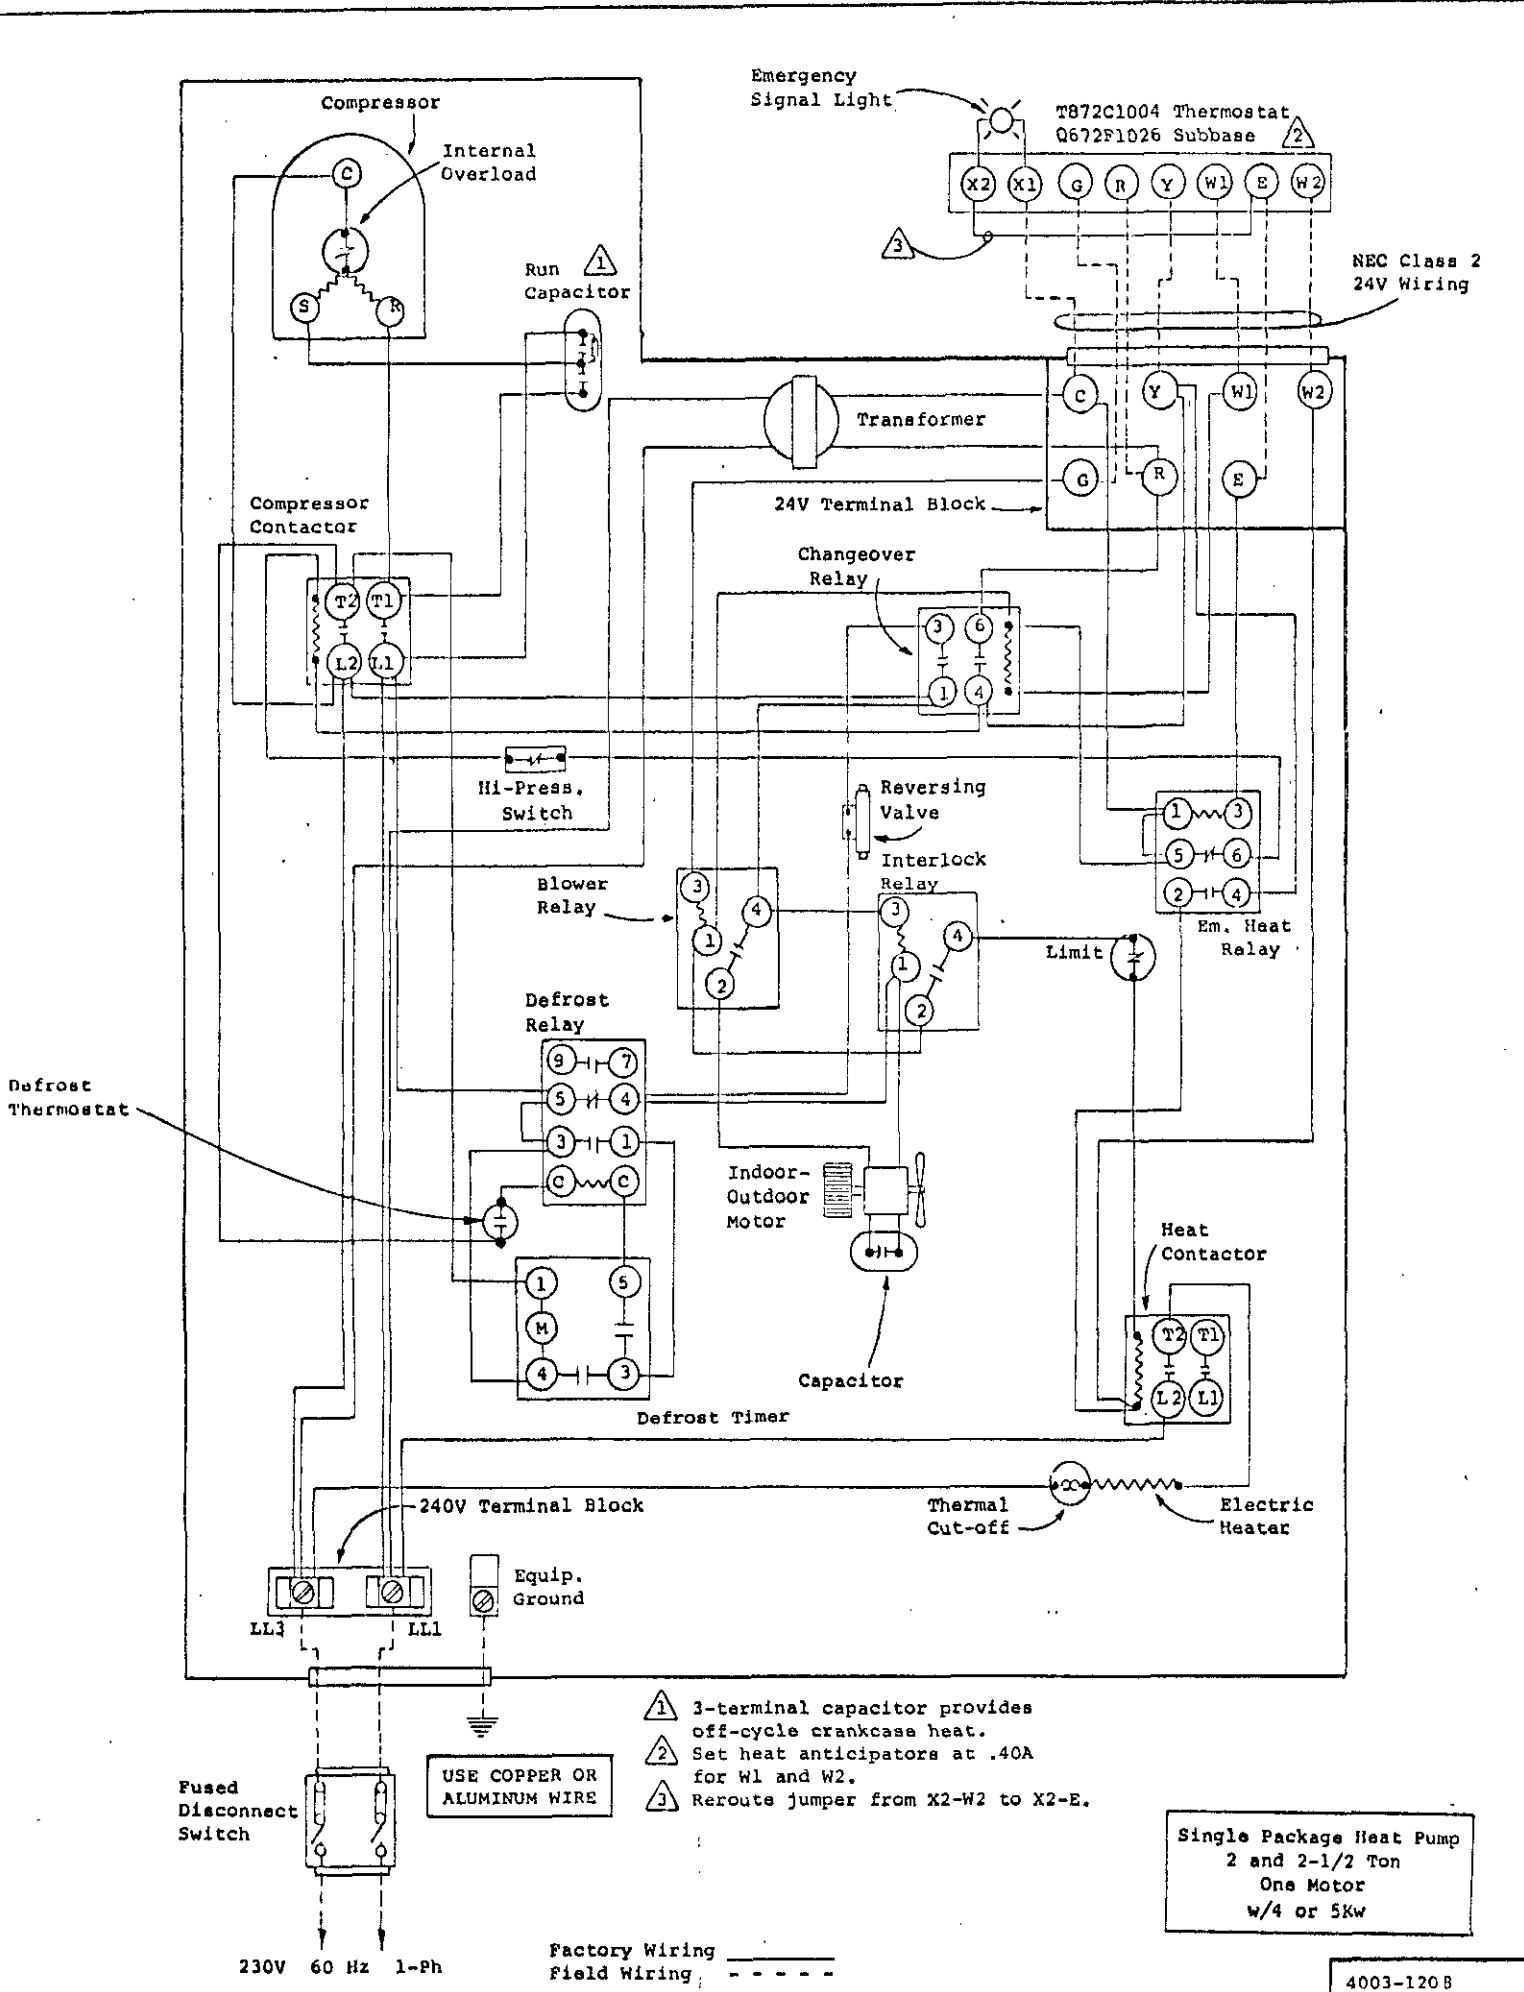 Compressor
Internal
Overload
C
S
R
Run
Capacitor
1
Emergency
Signal Light
T872C1004 Thermostat
Q672F1026 Subbase
2
X2 X1 G R Y W1 E W2
3
NEC Class 2
24V Wiring
C Y W1 W2
G R E
Transformer
24V Terminal Block
Compressor
Contactor
T2 T1
L2 L1
Changeover
Relay
3 6
1 4
Hi-Press.
Switch
Reversing
Valve
Interlock
Relay
3
4
1
2
Blower
Relay
3
4
1
2
1 3
5 6
2 4
Em. Heat
Relay
Limit
Defrost
Relay
9 7
5 4
3 1
C C
Defrost
Thermostat
Indoor-
Outdoor
Motor
Capacitor
1 5
M
4 3
Defrost Timer
Heat
Contactor
T2 T1
L2 L1
Thermal
Cut-off
Electric
Heater
240V Terminal Block
LL3
LL1
Equip.
Ground
1 3-terminal capacitor provides
off-cycle crankcase heat.
2 Set heat anticipators at .40A
for W1 and W2.
3 Reroute jumper from X2-W2 to X2-E.
USE COPPER OR
ALUMINUM WIRE
Fused
Disconnect
Switch
230V 60 Hz 1-Ph
Factory Wiring
Field Wiring
Single Package Heat Pump
2 and 2-1/2 Ton
One Motor
w/4 or 5Kw
4003-120B